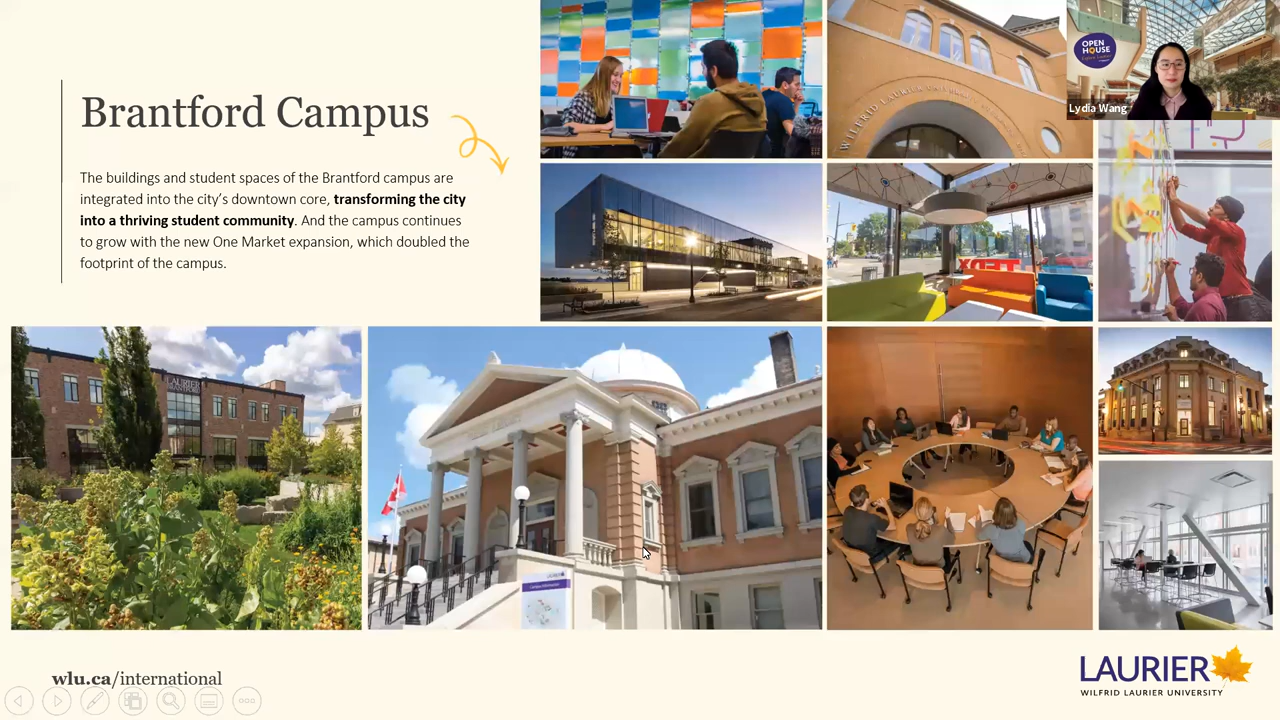 Brantford Campus
The buildings and student spaces of the Brantford campus are
integrated into the city's downtown core, transforming the city
into a thriving student community. And the campus continues
to grow with the new One Market expansion, which doubled the
footprint of the campus.
WILFRID LAURIER UNIVERSITY
OPEN
HOUSE
Lydia Wang
LAURIER
BRANTFORD
wlu.ca/international
LAURIER
WILFRID LAURIER UNIVERSITY